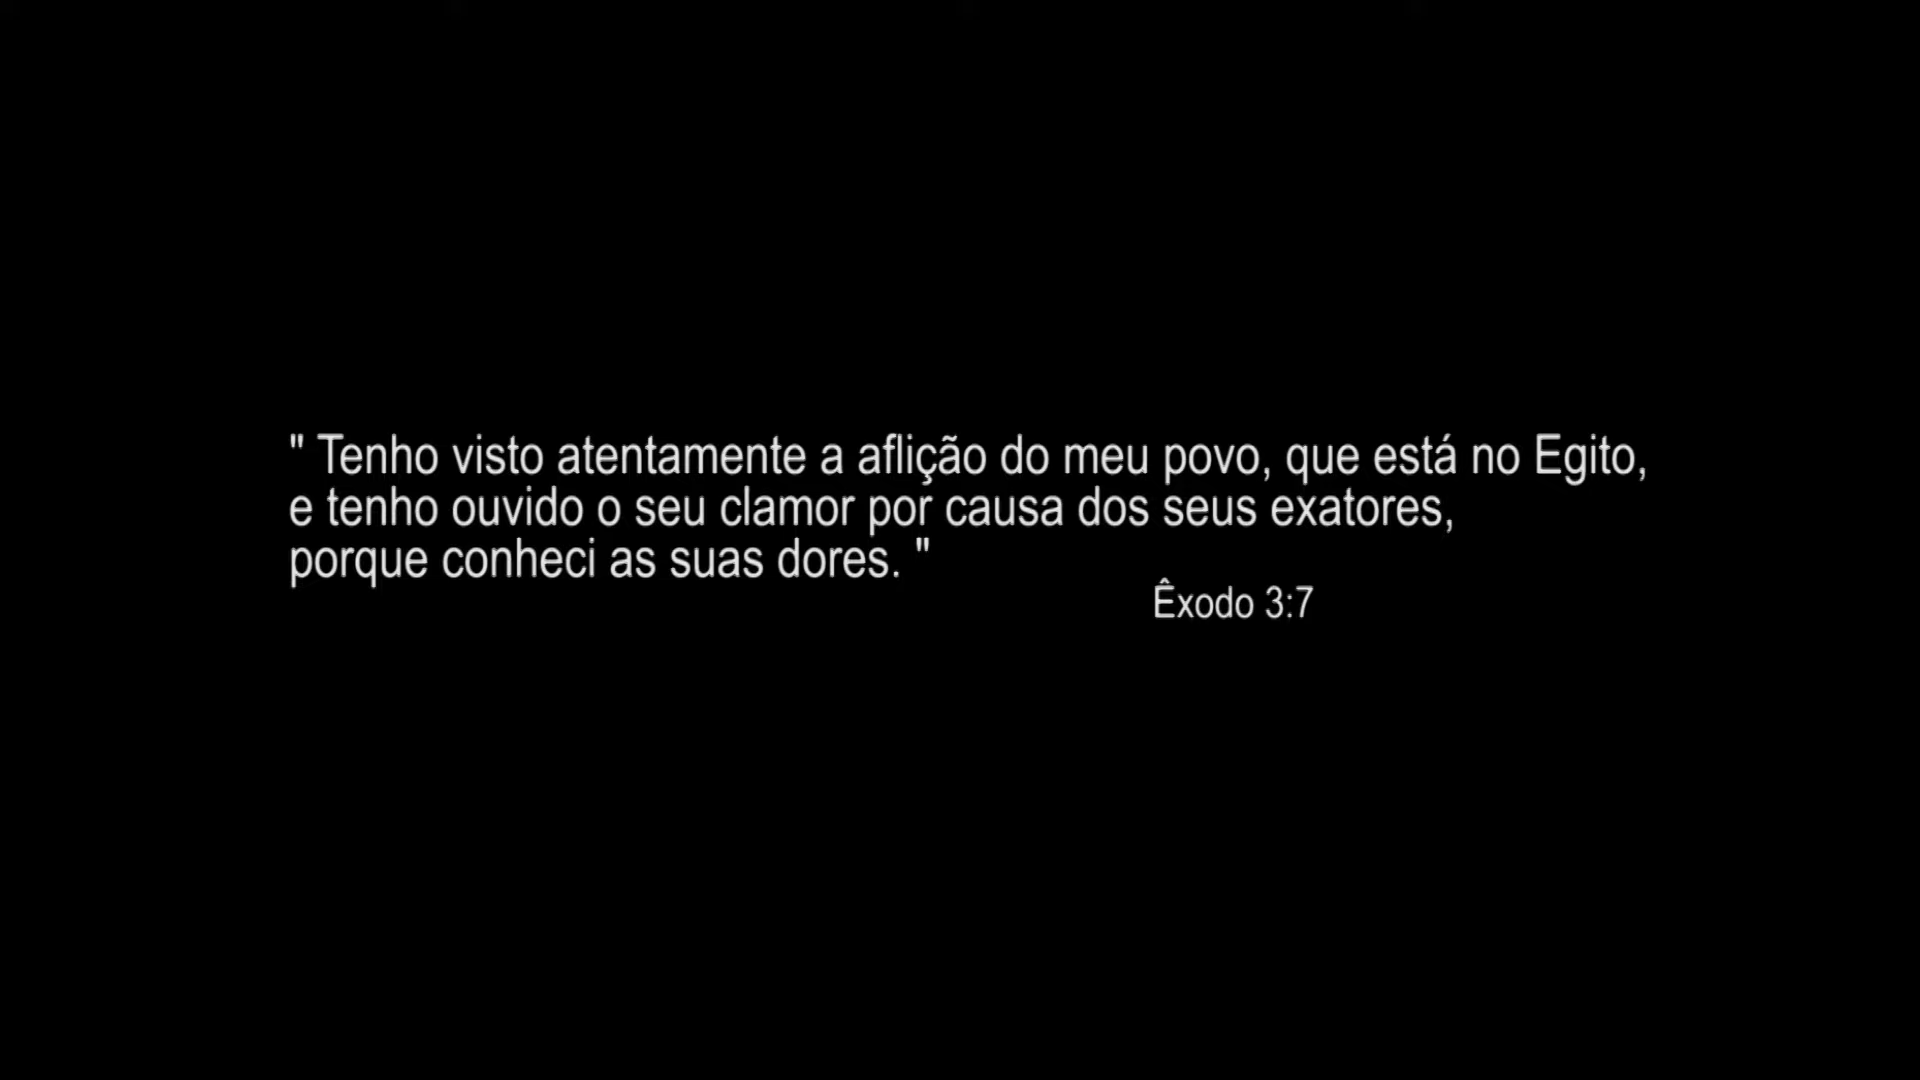 " Tenho visto atentamente a aflição do meu povo, que está no Egito,
e tenho ouvido o seu clamor por causa dos seus exatores,
porque conheci as suas dores. "
Êxodo 3:7